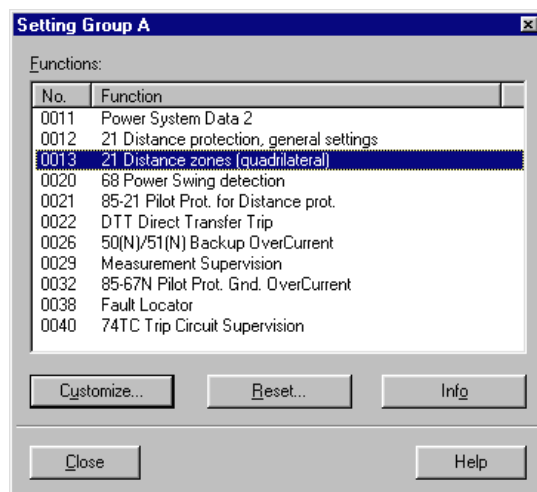 Setting Group A
Functions:
No. Function
0011 Power System Data 2
0012 21 Distance protection, general settings
0013 21 Distance zones (quadrilateral)
0020 68 Power Swing detection
0021 85-21 Pilot Prot. for Distance prot.
0022 DTT Direct Transfer Trip
0026 50(N)/51(N) Backup OverCurrent
0029 Measurement Supervision
0032 85-67N Pilot Prot. Gnd. OverCurrent
0038 Fault Locator
0040 74TC Trip Circuit Supervision
Customize... Reset... Info
Close Help